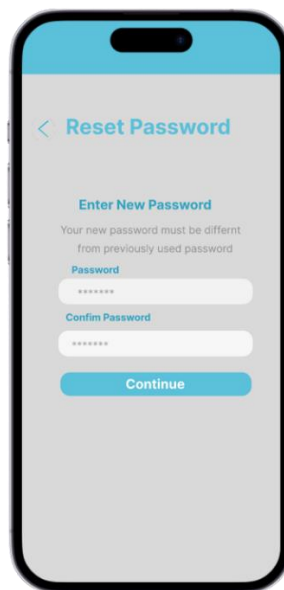 Reset Password
Enter New Password
Your new password must be differnt
from previously used password
Password
*******
Confim Password
*******
Continue